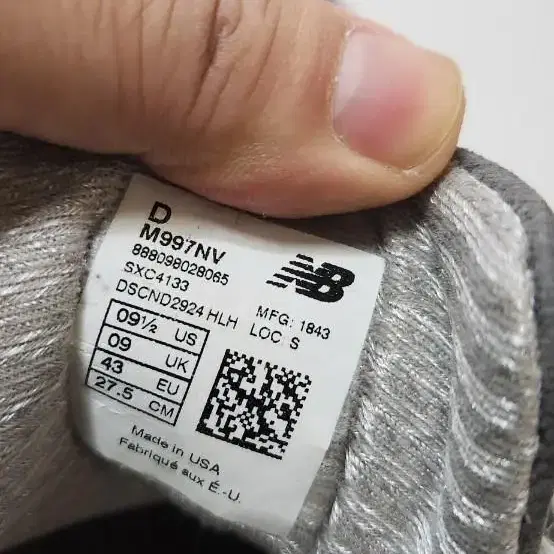 D
M997NV
888098028065
SXC4133
DSCND2924 HLH
MFG: 1843
LOC: S
NB
09½ US
09 UK
43 EU
27.5 CM
Made in USA
Fabriqué aux É.-U.